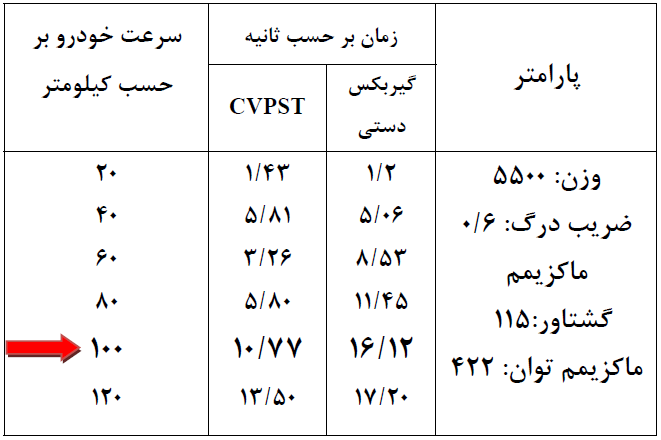 پارامتر
زمان بر حسب ثانیه
سرعت خودرو بر
حسب کیلومتر
گیربکس
دستی
CVPST
وزن: ۵۵۰۰
ضریب درگ: ۰/۶
ماکزیمم
گشتاور:۱۱۵
ماکزیمم توان: ۴۲۲
۱/۲ ۱/۴۳ ۲۰
۵/۰۶ ۵/۸۱ ۴۰
۸/۵۳ ۳/۲۶ ۶۰
۱۱/۴۵ ۵/۸۰ ۸۰
۱۶/۱۲ ۱۰/۷۷ ۱۰۰
۱۷/۲۰ ۱۳/۵۰ ۱۲۰